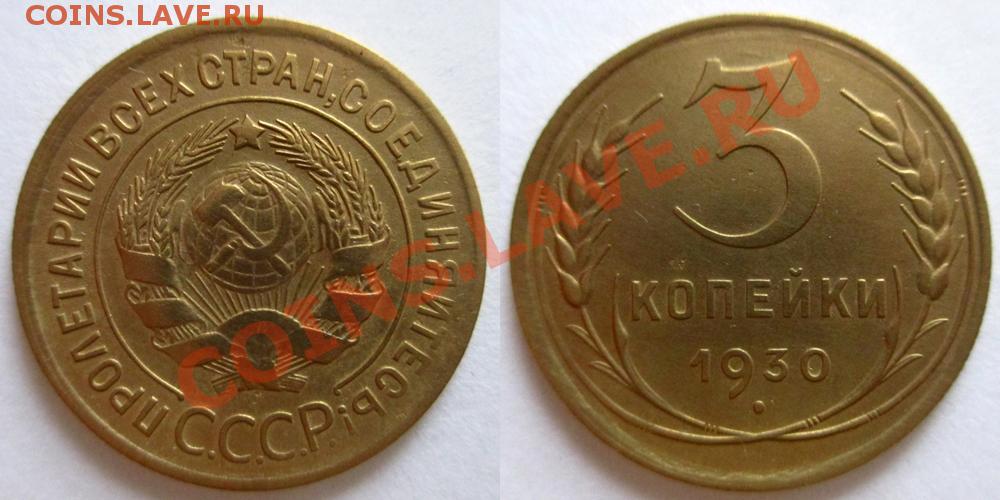 COINS.LAVE.RU
ПРОЛЕТАРИИ ВСЕХ СТРАН, СОЕДИНЯЙТЕСЬ!
С.С.С.Р.
COINS.LAVE.RU
3
КОПЕЙКИ
1930